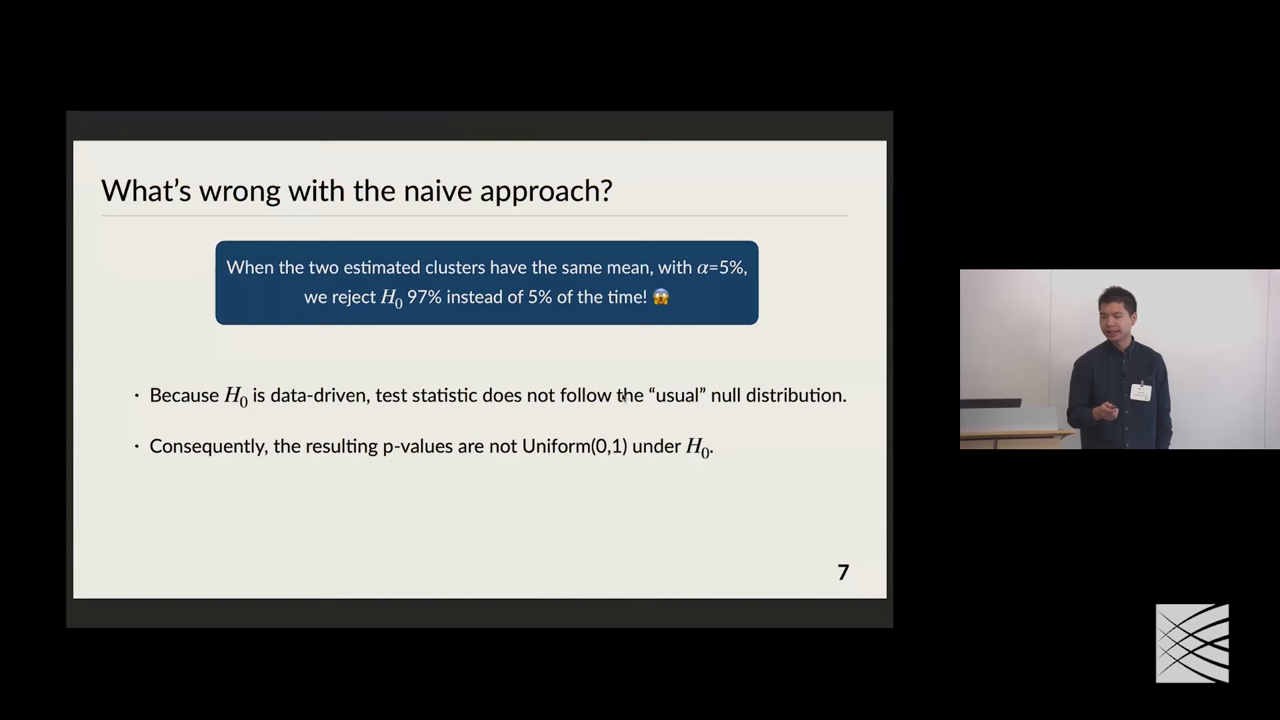 What's wrong with the naive approach?
When the two estimated clusters have the same mean, with α=5%,
we reject H₀ 97% instead of 5% of the time! 😱
· Because H₀ is data-driven, test statistic does not follow the “usual” null distribution.
· Consequently, the resulting p-values are not Uniform(0,1) under H₀.
7